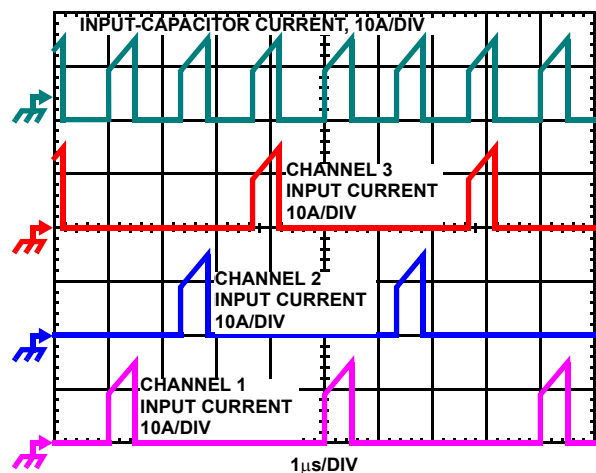 INPUT-CAPACITOR CURRENT, 10A/DIV
CHANNEL 3
INPUT CURRENT
10A/DIV
CHANNEL 2
INPUT CURRENT
10A/DIV
CHANNEL 1
INPUT CURRENT
10A/DIV
1μs/DIV